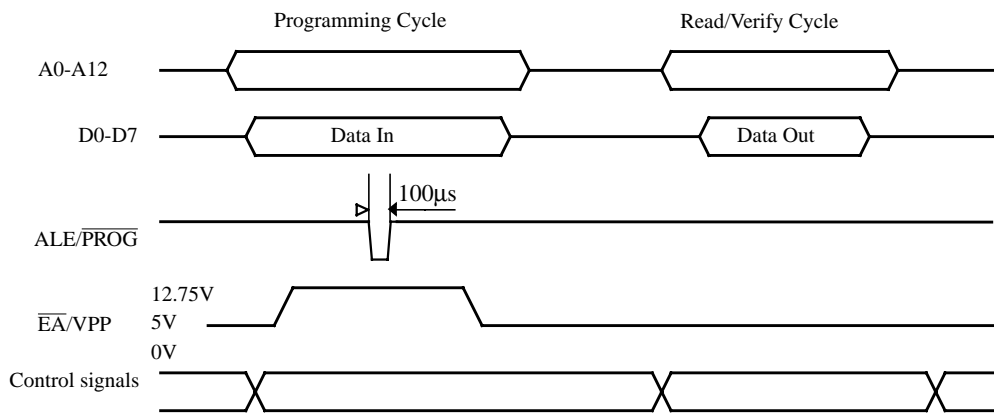 Programming Cycle
Read/Verify Cycle
A0-A12
D0-D7
Data In
Data Out
100µs
ALE/PROG
12.75V
EA/VPP
5V
0V
Control signals